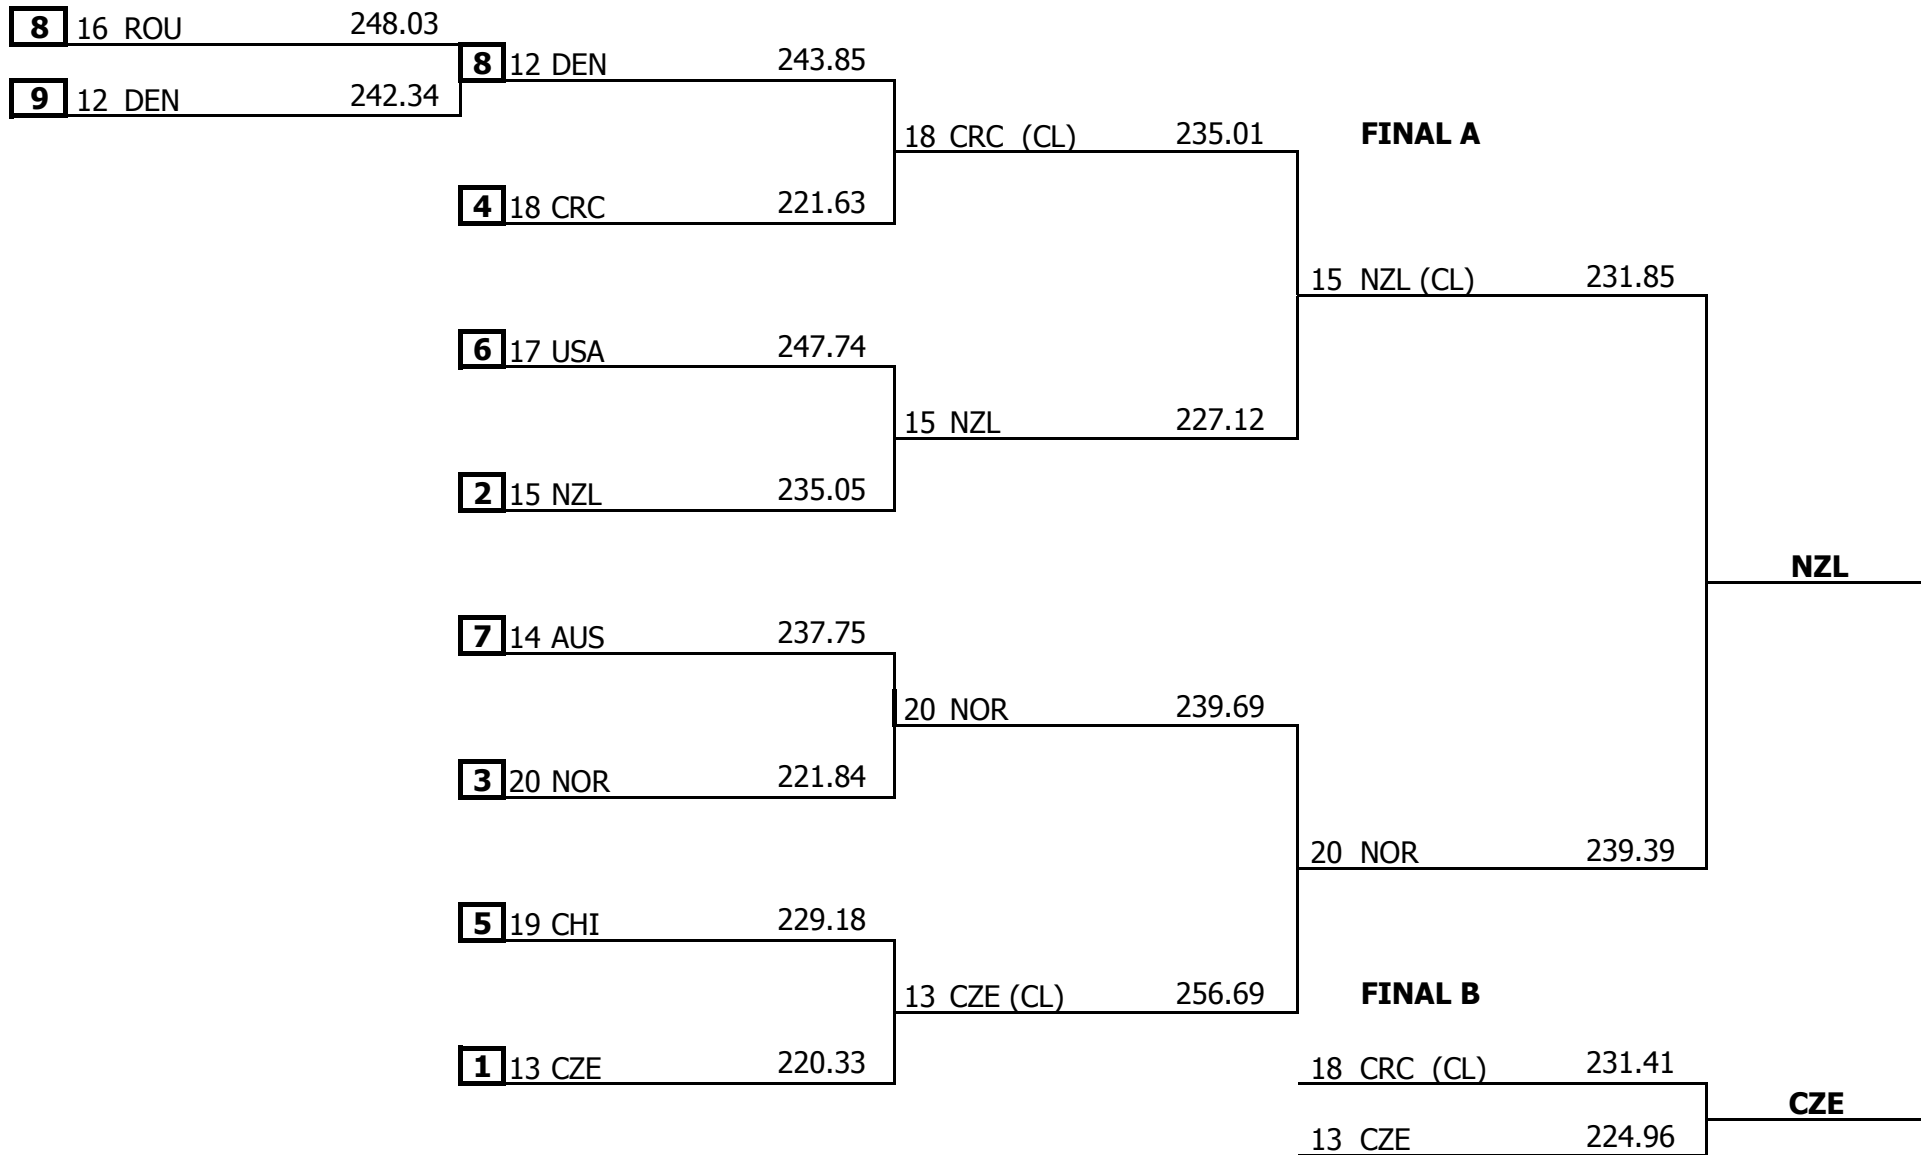 8 16 ROU 248.03
8 12 DEN 243.85
9 12 DEN 242.34
18 CRC (CL) 235.01 FINAL A
4 18 CRC 221.63
15 NZL (CL) 231.85
6 17 USA 247.74
15 NZL 227.12
2 15 NZL 235.05
NZL
7 14 AUS 237.75
20 NOR 239.69
3 20 NOR 221.84
20 NOR 239.39
5 19 CHI 229.18
13 CZE (CL) 256.69 FINAL B
1 13 CZE 220.33 18 CRC (CL) 231.41
CZE
13 CZE 224.96